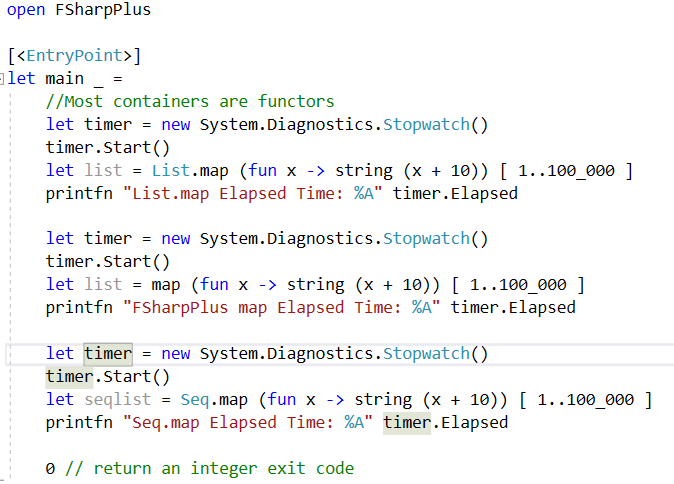 open FSharpPlus
[<EntryPoint>]
let main _ =
//Most containers are functors
let timer = new System.Diagnostics.Stopwatch()
timer.Start()
let list = List.map (fun x -> string (x + 10)) [ 1..100_000 ]
printfn "List.map Elapsed Time: %A" timer.Elapsed
let timer = new System.Diagnostics.Stopwatch()
timer.Start()
let list = map (fun x -> string (x + 10)) [ 1..100_000 ]
printfn "FSharpPlus map Elapsed Time: %A" timer.Elapsed
let timer = new System.Diagnostics.Stopwatch()
timer.Start()
let seqlist = Seq.map (fun x -> string (x + 10)) [ 1..100_000 ]
printfn "Seq.map Elapsed Time: %A" timer.Elapsed
0 // return an integer exit code